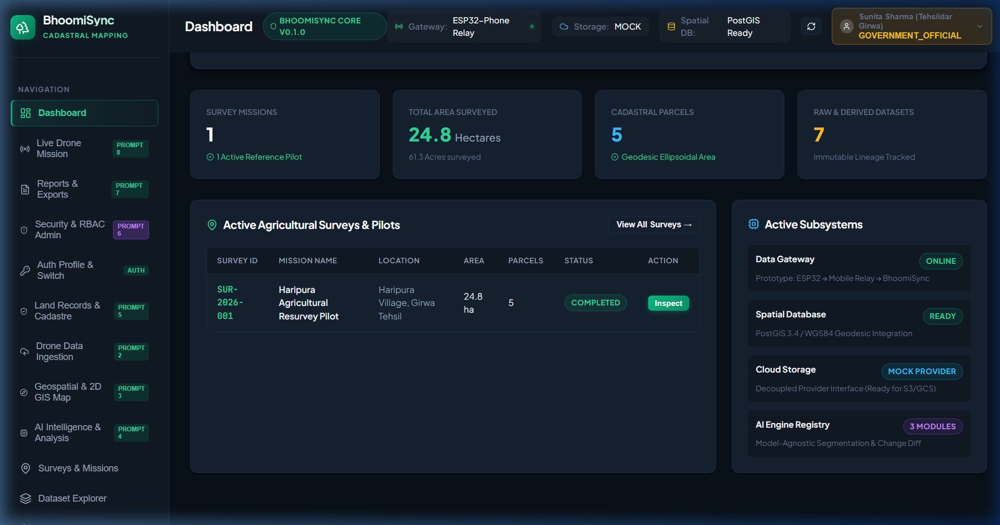 BhoomiSync
CADASTRAL MAPPING
NAVIGATION
Dashboard
Live Drone
Mission
PROMPT
8
Reports &
Exports
PROMPT
7
Security & RBAC
Admin
PROMPT
6
Auth Profile &
Switch
AUTH
Land Records &
Cadastre
PROMPT
5
Drone Data
Ingestion
PROMPT
2
Geospatial & 2D
GIS Map
PROMPT
3
AI Intelligence &
Analysis
PROMPT
4
Surveys & Missions
Dataset Explorer
Dashboard
BHOOMISYNC CORE
V0.1.0
Gateway:
ESP32-Phone
Relay
Storage: MOCK
Spatial
DB:
PostGIS
Ready
Sunita Sharma (Tehsildar
Girwa)
GOVERNMENT_OFFICIAL
SURVEY MISSIONS
1
1 Active Reference Pilot
TOTAL AREA SURVEYED
24.8 Hectares
61.3 Acres surveyed
CADASTRAL PARCELS
5
Geodesic Ellipsoidal Area
RAW & DERIVED DATASETS
7
Immutable Lineage Tracked
Active Agricultural Surveys & Pilots
View All Surveys →
SURVEY ID MISSION NAME LOCATION AREA PARCELS STATUS ACTION
SUR-
2026-
001
Haripura
Agricultural
Resurvey Pilot
Haripura
Village, Girwa
Tehsil
24.8
ha
5
COMPLETED
Inspect
Active Subsystems
Data Gateway
ONLINE
Prototype: ESP32 → Mobile Relay → BhoomiSync
Spatial Database
READY
PostGIS 3.4 / WGS84 Geodesic Integration
Cloud Storage
MOCK PROVIDER
Decoupled Provider Interface (Ready for S3/GCS)
AI Engine Registry
3 MODULES
Model-Agnostic Segmentation & Change Diff